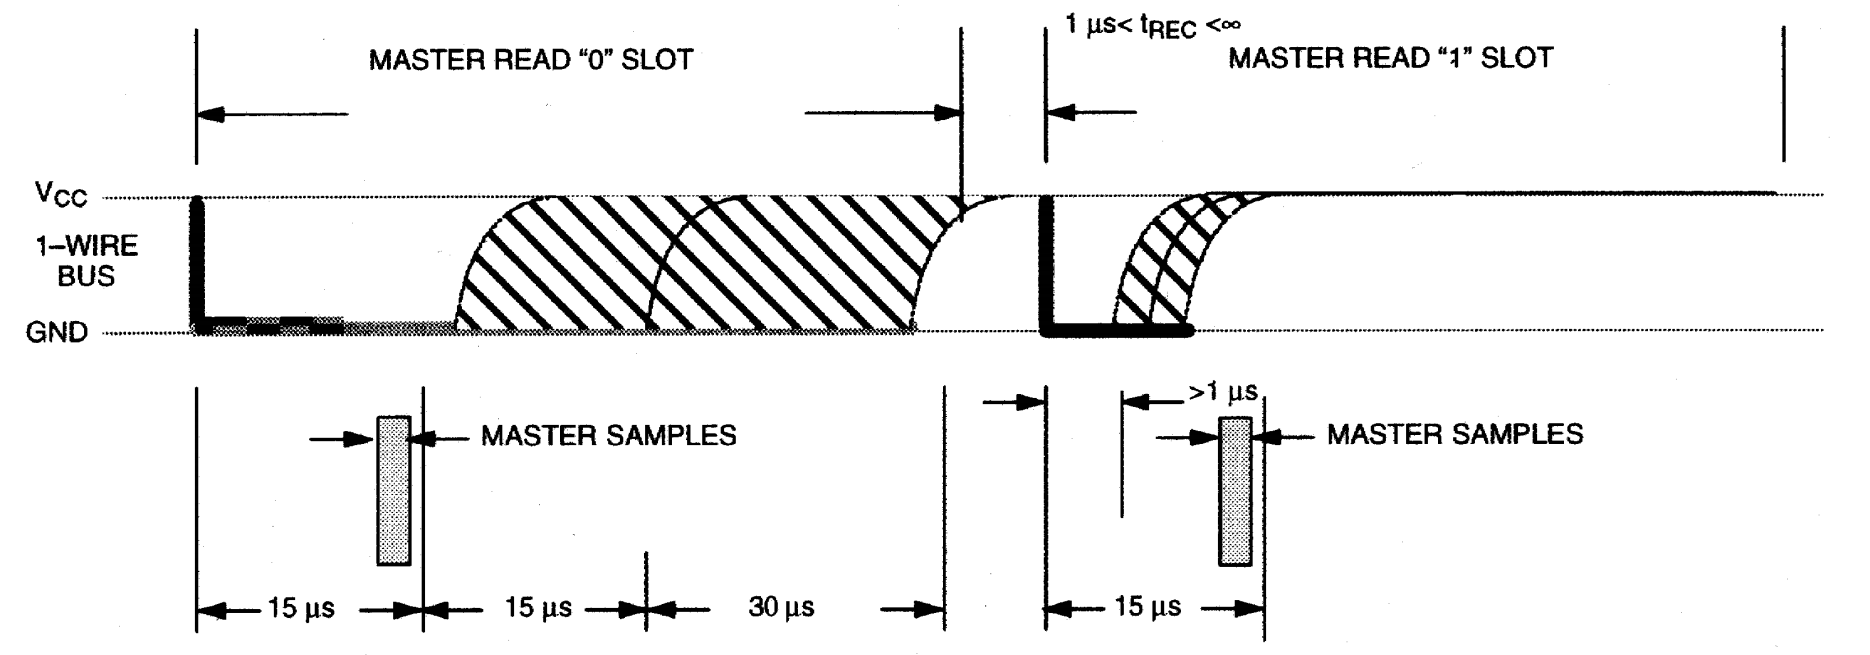 1 µs< tREC <∞
MASTER READ “0” SLOT
MASTER READ “1” SLOT
VCC
1–WIRE
BUS
GND
>1 µs
MASTER SAMPLES
MASTER SAMPLES
15 µs
15 µs
30 µs
15 µs